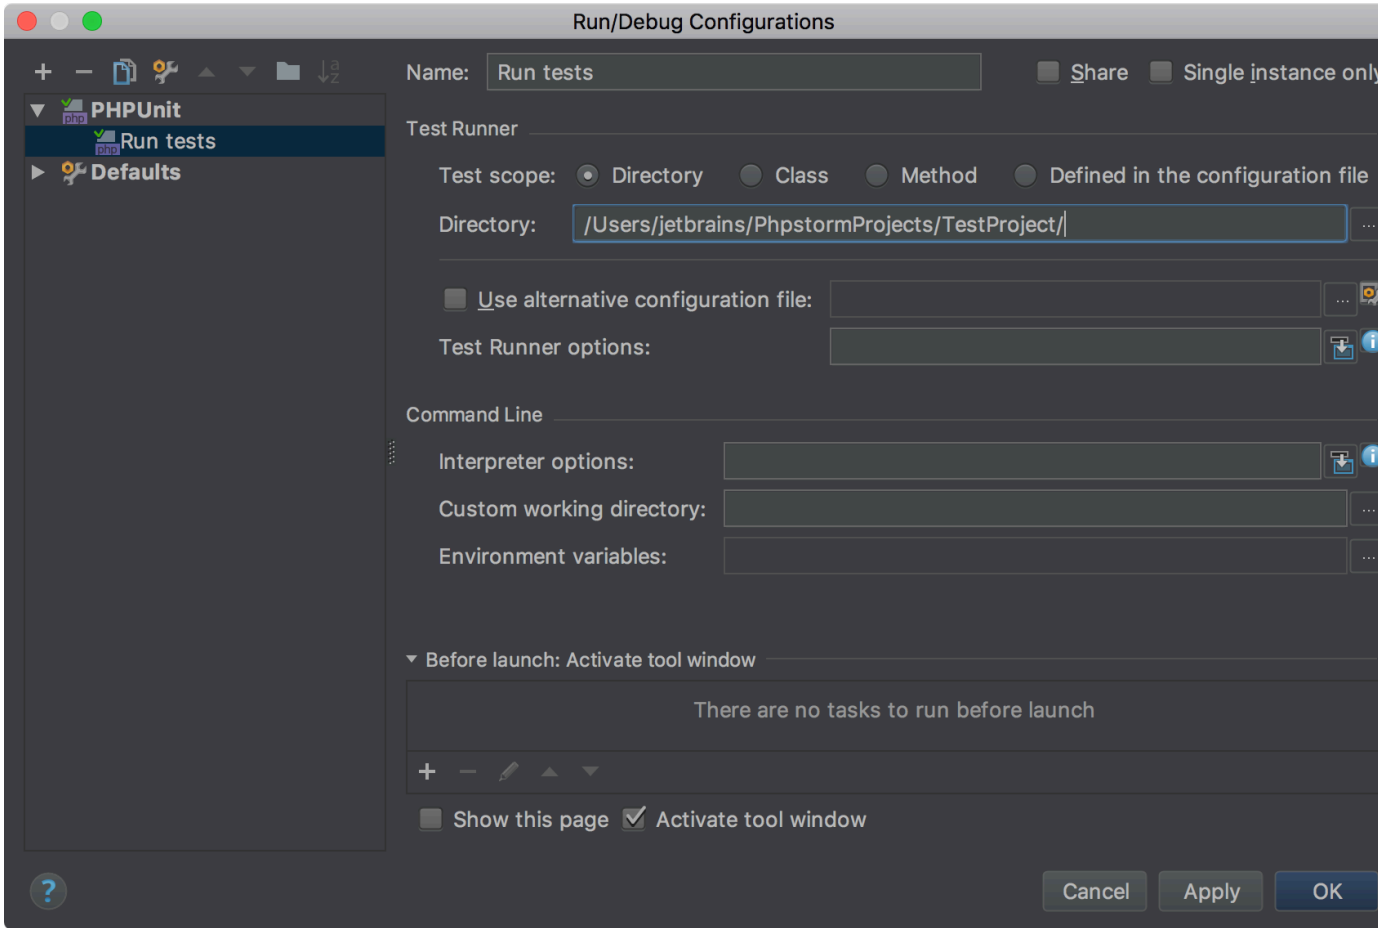 Run/Debug Configurations
Name: Run tests Share Single instance only
PHPUnit
Run tests
Defaults
Test Runner
Test scope: Directory Class Method Defined in the configuration file
Directory: /Users/jetbrains/PhpstormProjects/TestProject/ ...
Use alternative configuration file: ...
Test Runner options:
Command Line
Interpreter options:
Custom working directory: ...
Environment variables: ...
Before launch: Activate tool window
There are no tasks to run before launch
Show this page Activate tool window
? Cancel Apply OK